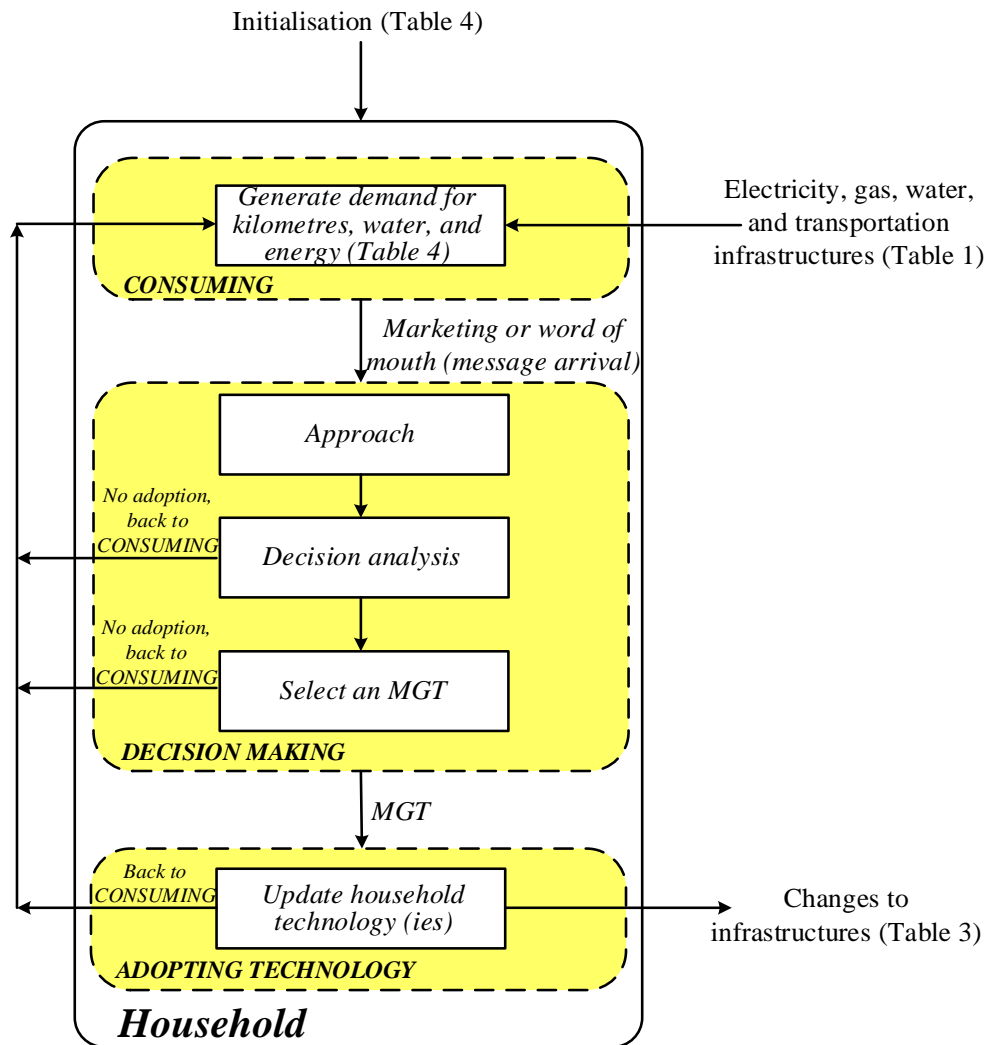 Initialisation (Table 4)
Generate demand for
kilometres, water, and
energy (Table 4)
CONSUMING
Electricity, gas, water,
and transportation
infrastructures (Table 1)
Marketing or word of
mouth (message arrival)
Approach
No adoption,
back to
CONSUMING
Decision analysis
No adoption,
back to
CONSUMING
Select an MGT
DECISION MAKING
MGT
Back to
CONSUMING
Update household
technology (ies)
ADOPTING TECHNOLOGY
Changes to
infrastructures (Table 3)
Household